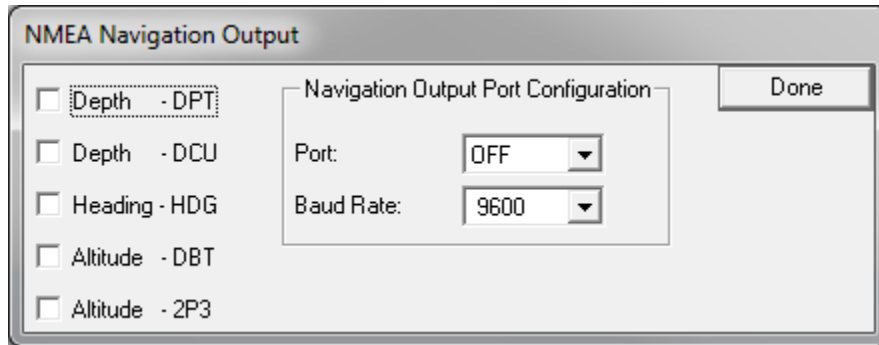 NMEA Navigation Output
Depth - DPT
Depth - DCU
Heading - HDG
Altitude - DBT
Altitude - 2P3
Navigation Output Port Configuration
Port: OFF
Baud Rate: 9600
Done